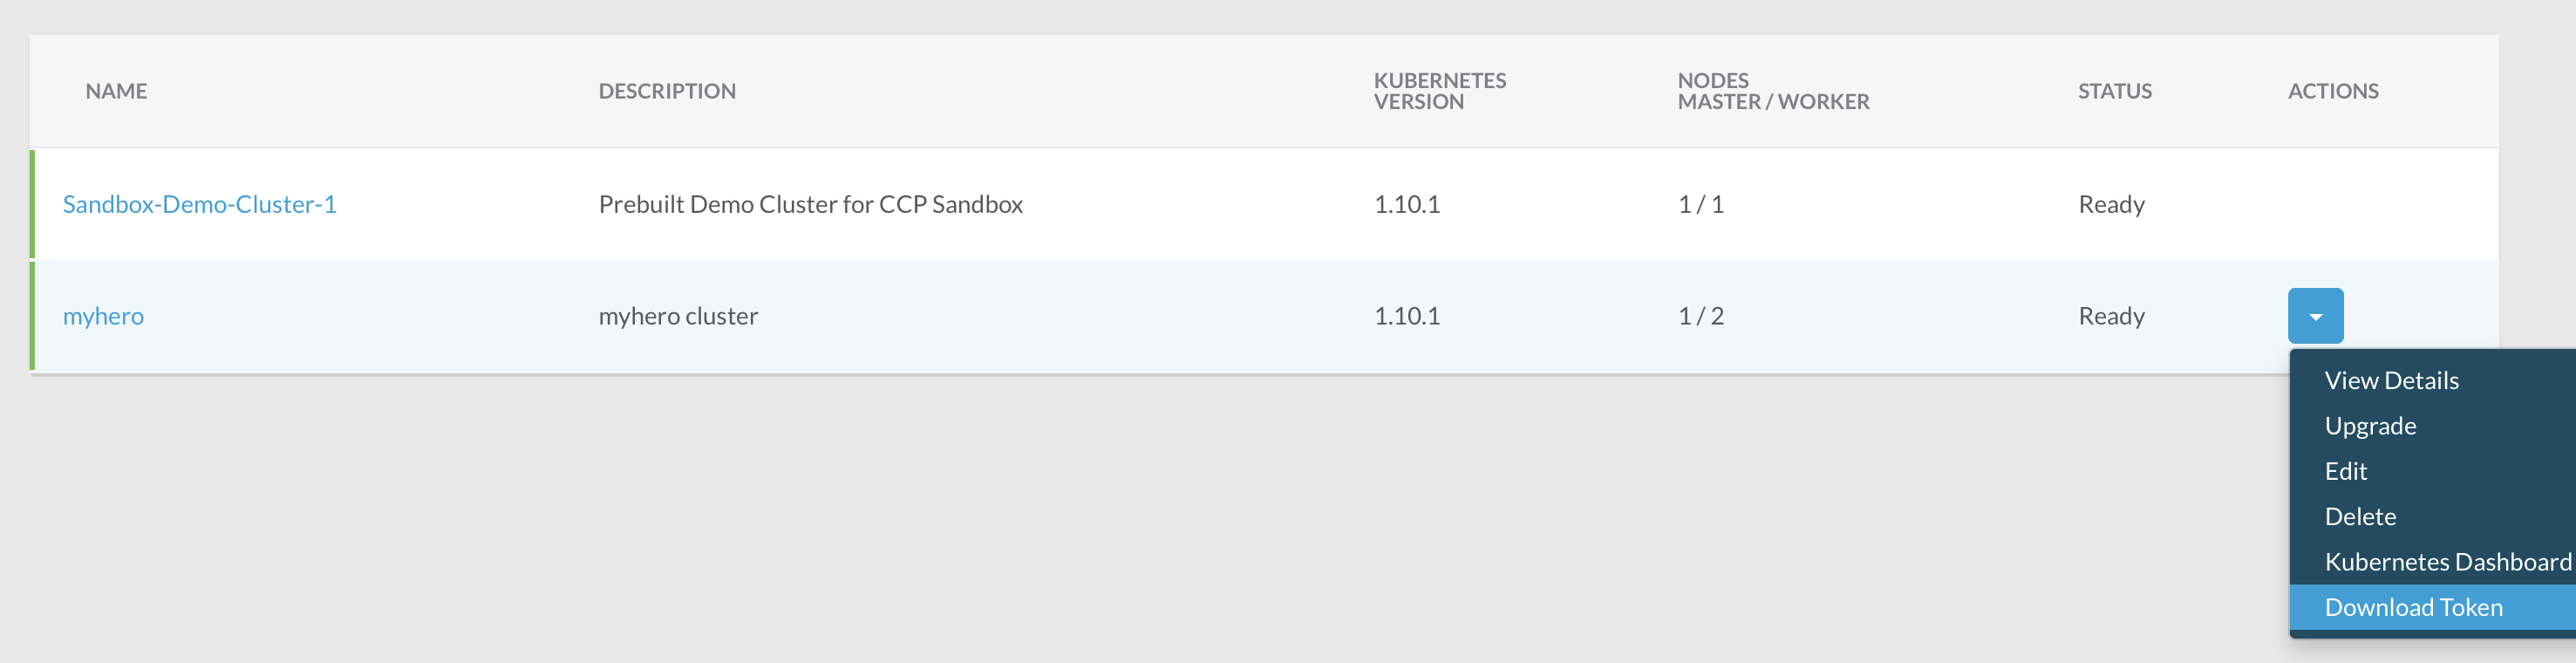 NAME
DESCRIPTION
KUBERNETES
VERSION
NODES
MASTER / WORKER
STATUS
ACTIONS
Sandbox-Demo-Cluster-1
Prebuilt Demo Cluster for CCP Sandbox
1.10.1
1 / 1
Ready
myhero
myhero cluster
1.10.1
1 / 2
Ready
View Details
Upgrade
Edit
Delete
Kubernetes Dashboard
Download Token